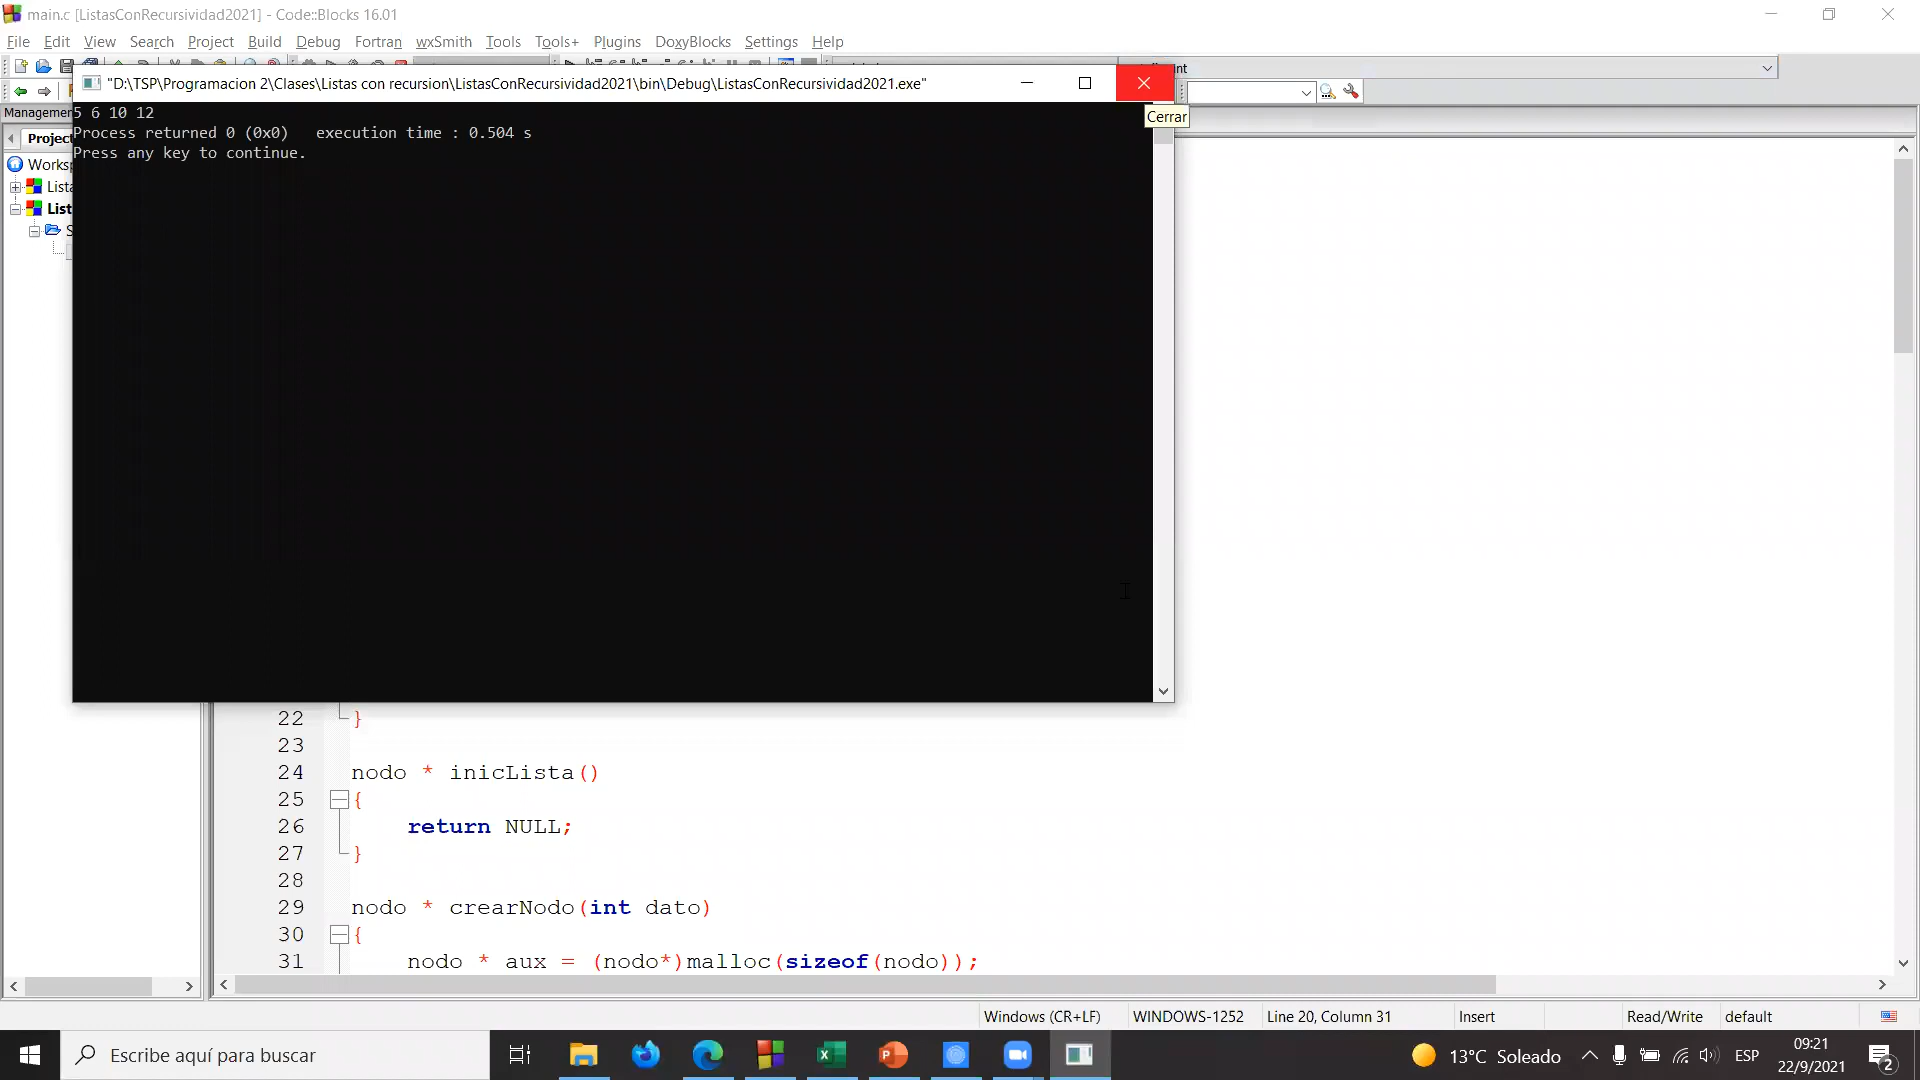 main.c [ListasConRecursividad2021] - Code::Blocks 16.01
File Edit View Search Project Build Debug Fortran wxSmith Tools Tools+ Plugins DoxyBlocks Settings Help
"D:\TSP\Programacion 2\Clases\Listas con recursion\ListasConRecursividad2021\bin\Debug\ListasConRecursividad2021.exe"
Cerrar
5 6 10 12
Process returned 0 (0x0)   execution time : 0.504 s
Press any key to continue.
22 }
23
24 nodo * inicLista()
25 {
26 return NULL;
27 }
28
29 nodo * crearNodo(int dato)
30 {
31 nodo * aux = (nodo*)malloc(sizeof(nodo));
Windows (CR+LF) WINDOWS-1252 Line 20, Column 31 Insert Read/Write default
Escribe aquí para buscar
13°C Soleado ESP
09:21
22/9/2021
2